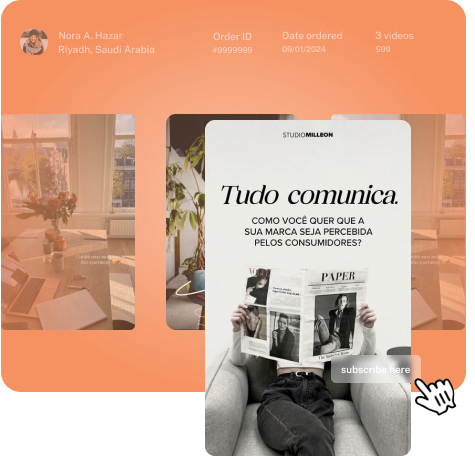 Nora A. Hazar
Riyadh, Saudi Arabia
Order ID
#9999999
Date ordered
09/01/2024
3 videos
$99
STUDIOMILLEON
Tudo comunica.
COMO VOCÊ QUER QUE A
SUA MARCA SEJA PERCEBIDA
PELOS CONSUMIDORES?
PAPER
subscribe here